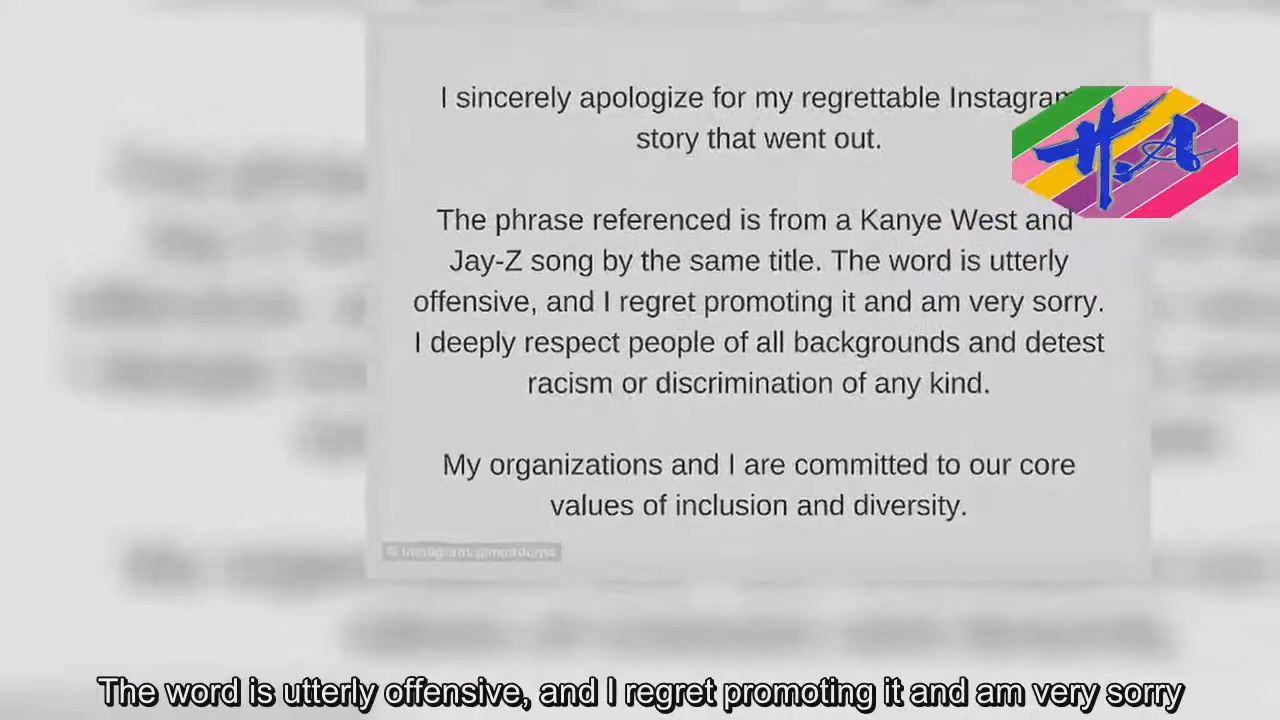 I sincerely apologize for my regrettable Instagram
story that went out.
The phrase referenced is from a Kanye West and
Jay-Z song by the same title. The word is utterly
offensive, and I regret promoting it and am very sorry.
I deeply respect people of all backgrounds and detest
racism or discrimination of any kind.
My organizations and I are committed to our core
values of inclusion and diversity.
H.A
The word is utterly offensive, and I regret promoting it and am very sorry